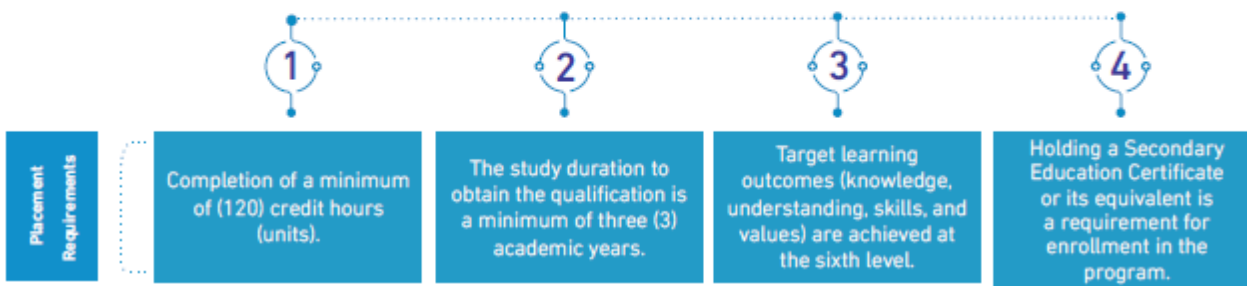 1
2
3
4
Placement
Requirements
Completion of a minimum
of (120) credit hours
(units).
The study duration to
obtain the qualification is
a minimum of three (3)
academic years.
Target learning
outcomes (knowledge,
understanding, skills, and
values) are achieved at
the sixth level.
Holding a Secondary
Education Certificate
or its equivalent is
a requirement for
enrollment in the
program.